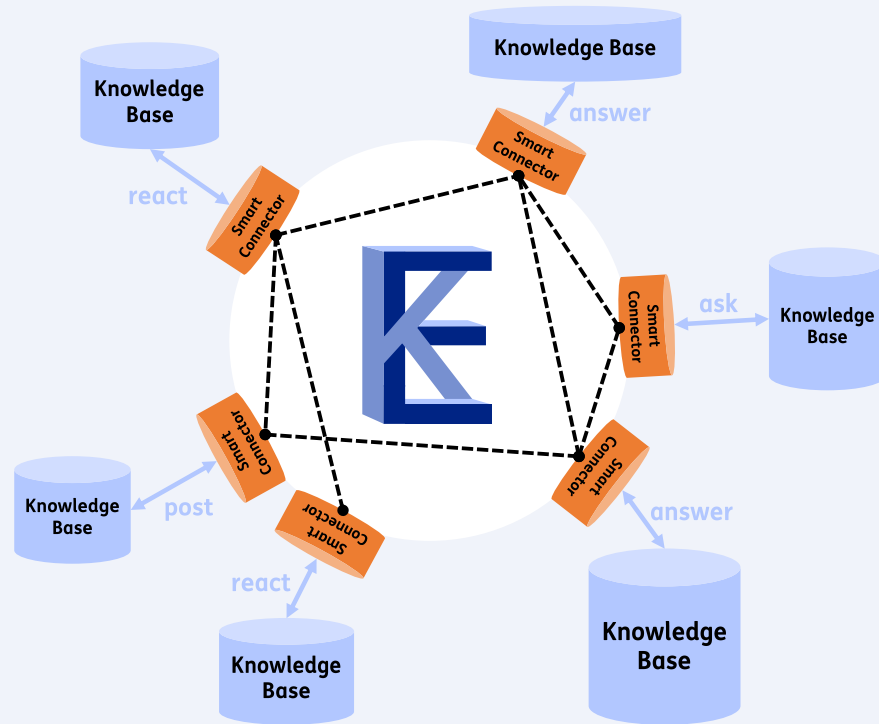 Knowledge Base
answer
Smart
Connector
Knowledge
Base
react
Smart
Connector
KE
ask
Smart
Connector
Knowledge
Base
Smart
Connector
post
Knowledge
Base
Smart
Connector
answer
Knowledge
Base
Smart
Connector
react
Knowledge
Base